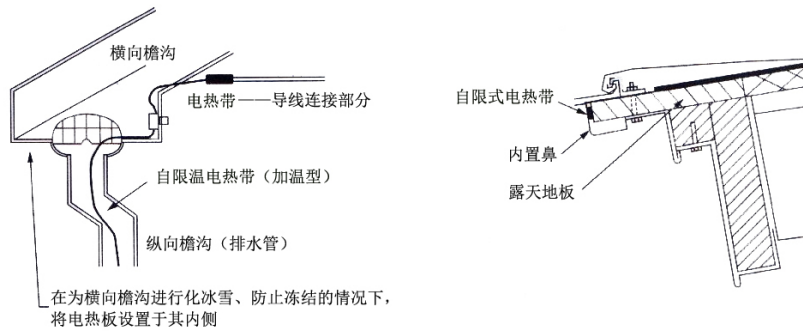 横向檐沟
电热带——导线连接部分
自限温电热带（加温型）
纵向檐沟（排水管）
在为横向檐沟进行化冰雪、防止冻结的情况下，
将电热板设置于其内侧
自限式电热带
内置鼻
露天地板